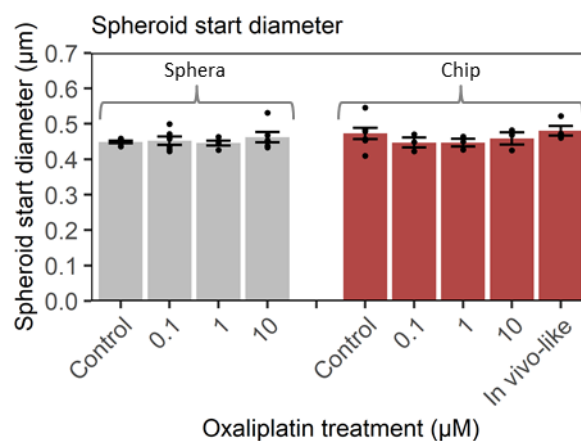 Spheroid start diameter
Spheroid start diameter (µm)
0.7
0.6
0.5
0.4
0.3
0.2
0.1
0.0
Sphera
Chip
Control
0.1
1
10
Control
0.1
1
10
In vivo-like
Oxaliplatin treatment (µM)